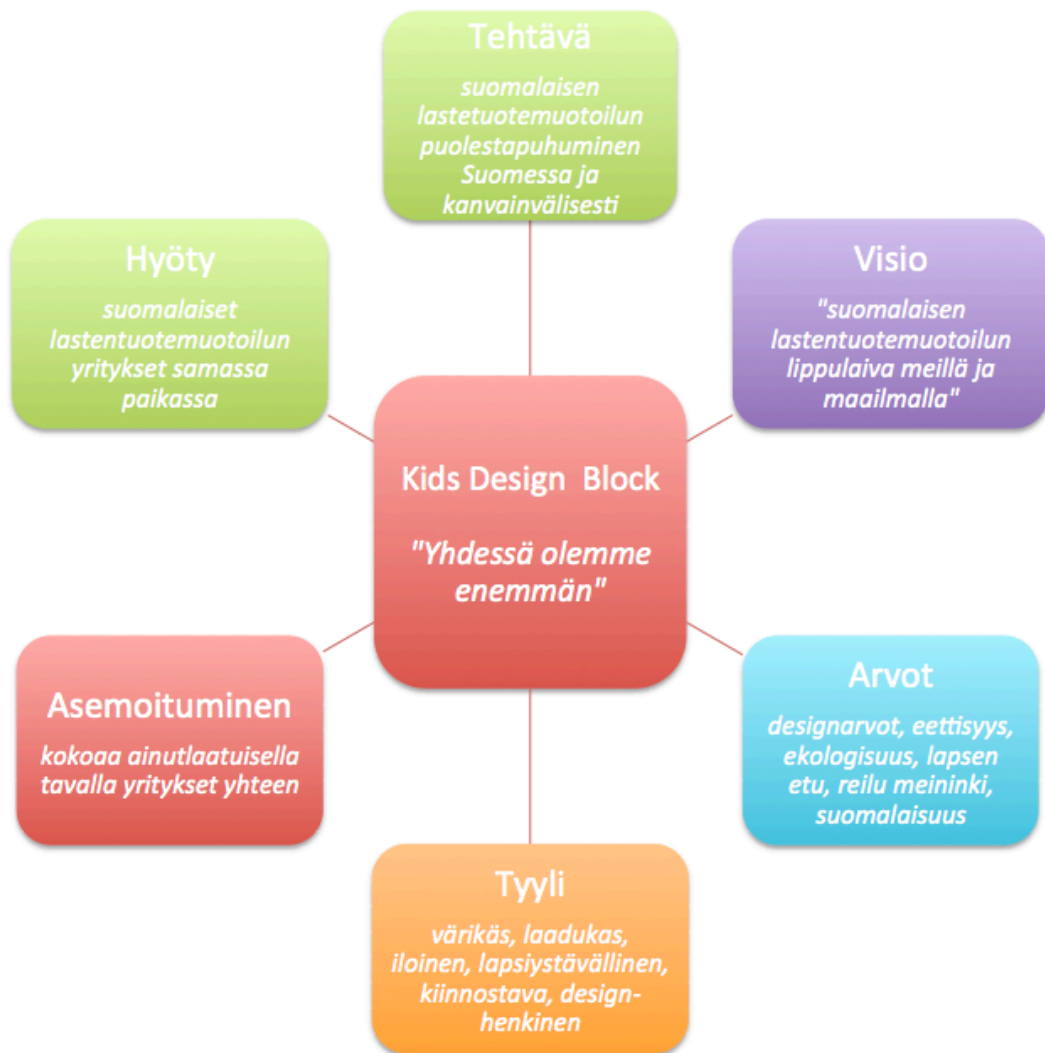 Tehtävä
suomalaisen
lastetuotemuotoilun
puolestapuhuminen
Suomessa ja
kanvainvälisesti
Hyöty
suomalaiset
lastentuotemuotoilun
yritykset samassa
paikassa
Visio
"suomalaisen
lastentuotemuotoilun
lippulaiva meillä ja
maailmalla"
Kids Design Block
"Yhdessä olemme
enemmän"
Asemoituminen
kokoaa ainutlaatuisella
tavalla yritykset yhteen
Arvot
designarvot, eettisyys,
ekologisuus, lapsen
etu, reilu meininki,
suomalaisuus
Tyyli
värikäs, laadukas,
iloinen, lapsiystävällinen,
kiinnostava, design-
henkinen